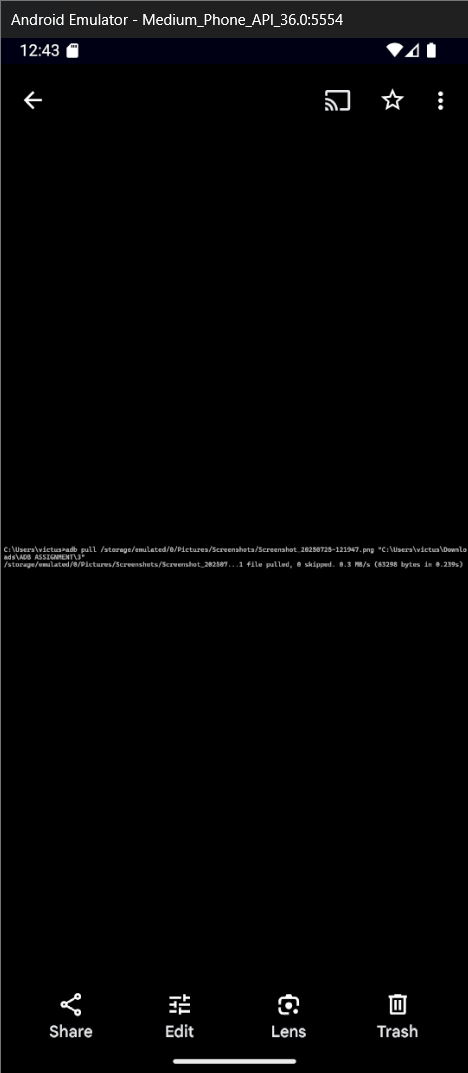 Android Emulator - Medium_Phone_API_36.0:5554
12:43
C:\Users\victus>adb pull /storage/emulated/0/Pictures/Screenshots/Screenshot_20250725-121947.png "C:\Users\victus\Downlo
ads\ADB ASSIGNMENT\3"
/storage/emulated/0/Pictures/Screenshots/Screenshot_202507...1 file pulled, 0 skipped. 0.3 MB/s (63298 bytes in 0.239s)
Share Edit Lens Trash